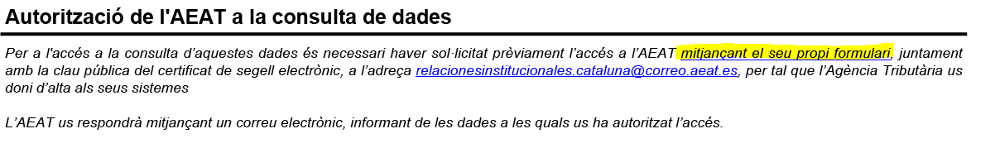 Autorització de l'AEAT a la consulta de dades
Per a l'accés a la consulta d’aquestes dades és necessari haver sol·licitat prèviament l’accés a l’AEAT mitjançant el seu propi formulari, juntament
amb la clau pública del certificat de segell electrònic, a l’adreça relacionesinstitucionales.cataluna@correo.aeat.es, per tal que l’Agència Tributària us
doni d’alta als seus sistemes
L’AEAT us respondrà mitjançant un correu electrònic, informant de les dades a les quals us ha autoritzat l’accés.